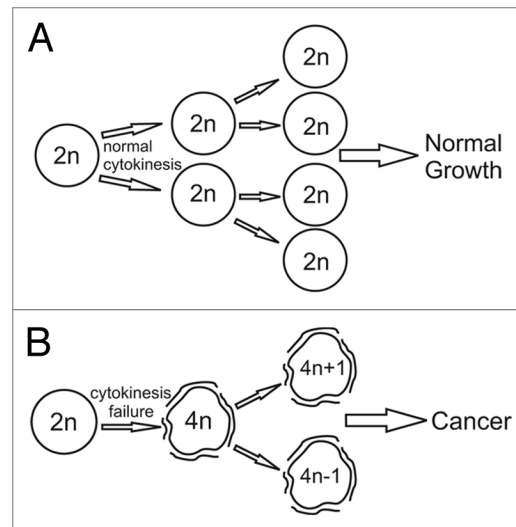 A
2n
2n
2n
normal
cytokinesis
2n
2n
2n
2n
Normal
Growth
B
2n
cytokinesis
failure
4n
4n+1
4n-1
Cancer